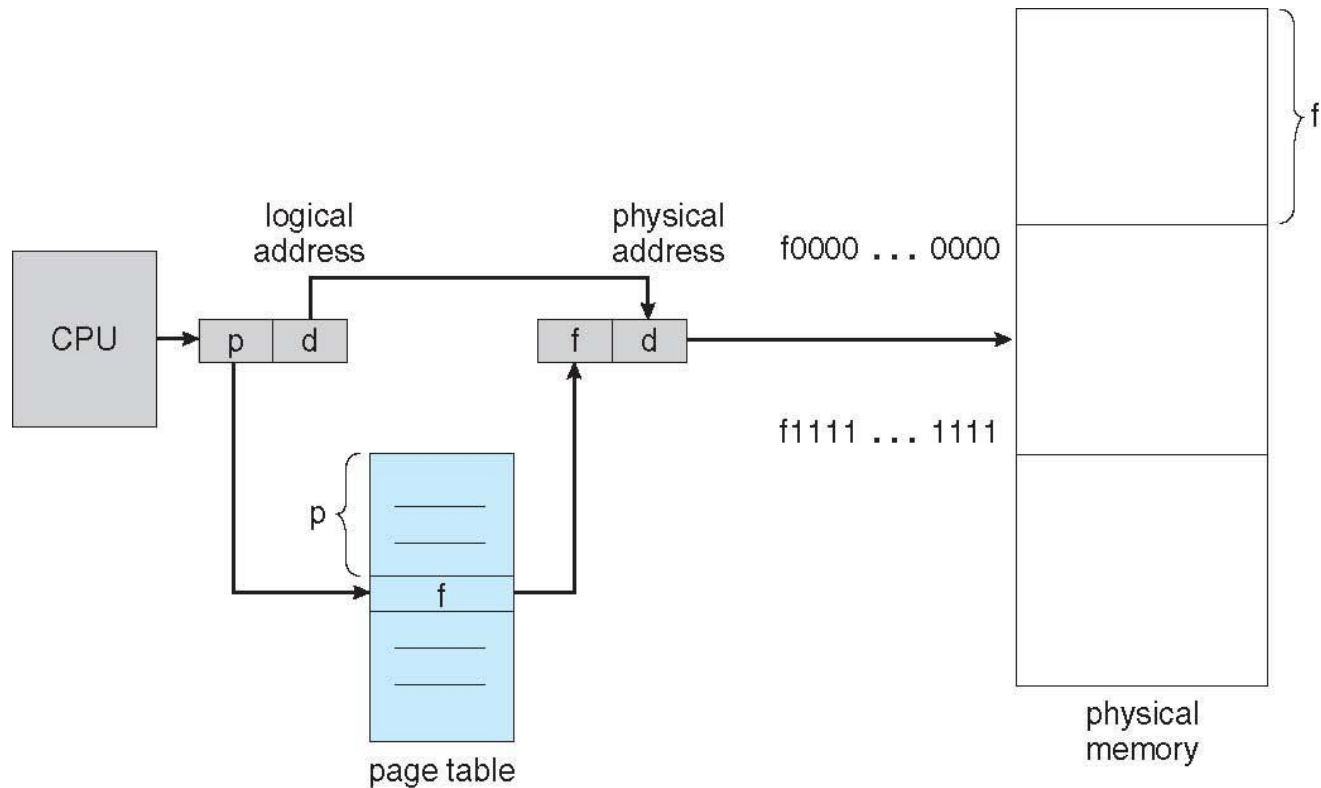 f
logical
address
physical
address
f0000 ... 0000
CPU
p
d
f
d
f1111 ... 1111
p
f
physical
memory
page table